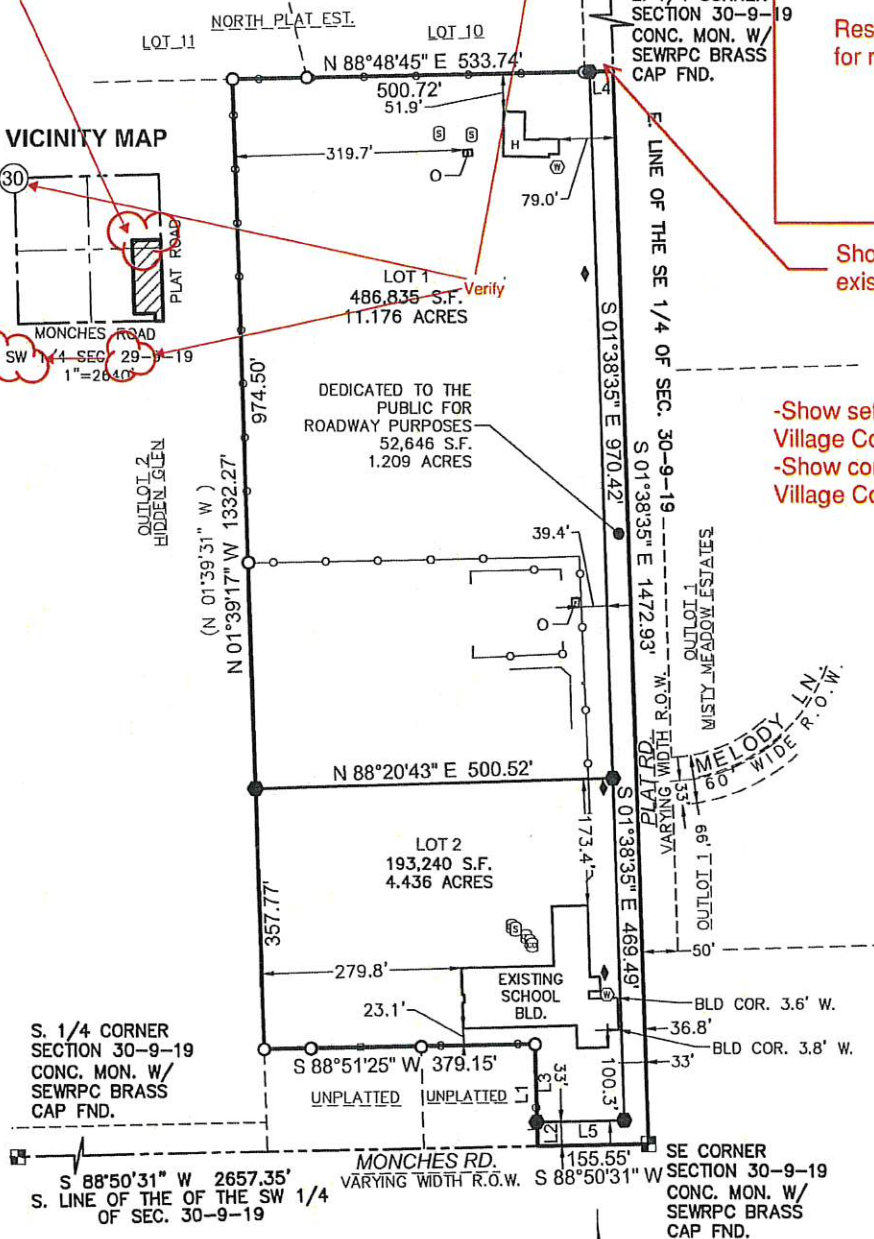 NORTH PLAT EST.
LOT 11
LOT 10
SECTION 30-9-19
CONC. MON. W/
SEWRPC BRASS
CAP FND.
N 88°48'45" E 533.74'
500.72'
51.9'
L4
S
S
H
W
319.7'
O
79.0'
VICINITY MAP
30
PLAT ROAD
MONCHES ROAD
SW 1/4 SEC 29-9-19
1"=2640'
Verify
LOT 1
486,835 S.F.
11.176 ACRES
E. LINE OF THE SE 1/4 OF SEC. 30-9-19
974.50'
DEDICATED TO THE
PUBLIC FOR
ROADWAY PURPOSES
52,646 S.F.
1.209 ACRES
S 01°38'35" E 970.42'
S 01°38'35" E 1472.93'
-Show
Village
-Show
Village
OUTLOT 2
HIDDEN GLEN
(N 01°39'31" W )
N 01°39'17" W 1332.27'
39.4'
O
OUTLOT 1
MISTY MEADOW ESTATES
PLAT RD.
VARYING WIDTH R.O.W.
MELODY LN.
60' WIDE R.O.W.
33'
66'
OUTLOT 1
N 88°20'43" E 500.52'
173.4'
S 01°38'35" E 469.49'
LOT 2
193,240 S.F.
4.436 ACRES
357.77'
S
279.8'
50'
EXISTING
SCHOOL
BLD.
W
BLD COR. 3.6' W.
23.1'
36.8'
BLD COR. 3.8' W.
33'
100.3'
S. 1/4 CORNER
SECTION 30-9-19
CONC. MON. W/
SEWRPC BRASS
CAP FND.
S 88°51'25" W 379.15'
UNPLATTED
UNPLATTED
L1
L3
33'
L2
L5
155.55'
S 88°50'31" W
MONCHES RD.
VARYING WIDTH R.O.W.
S 88°50'31" W 2657.35'
S. LINE OF THE OF THE SW 1/4
OF SEC. 30-9-19
SE CORNER
SECTION 30-9-19
CONC. MON. W/
SEWRPC BRASS
CAP FND.